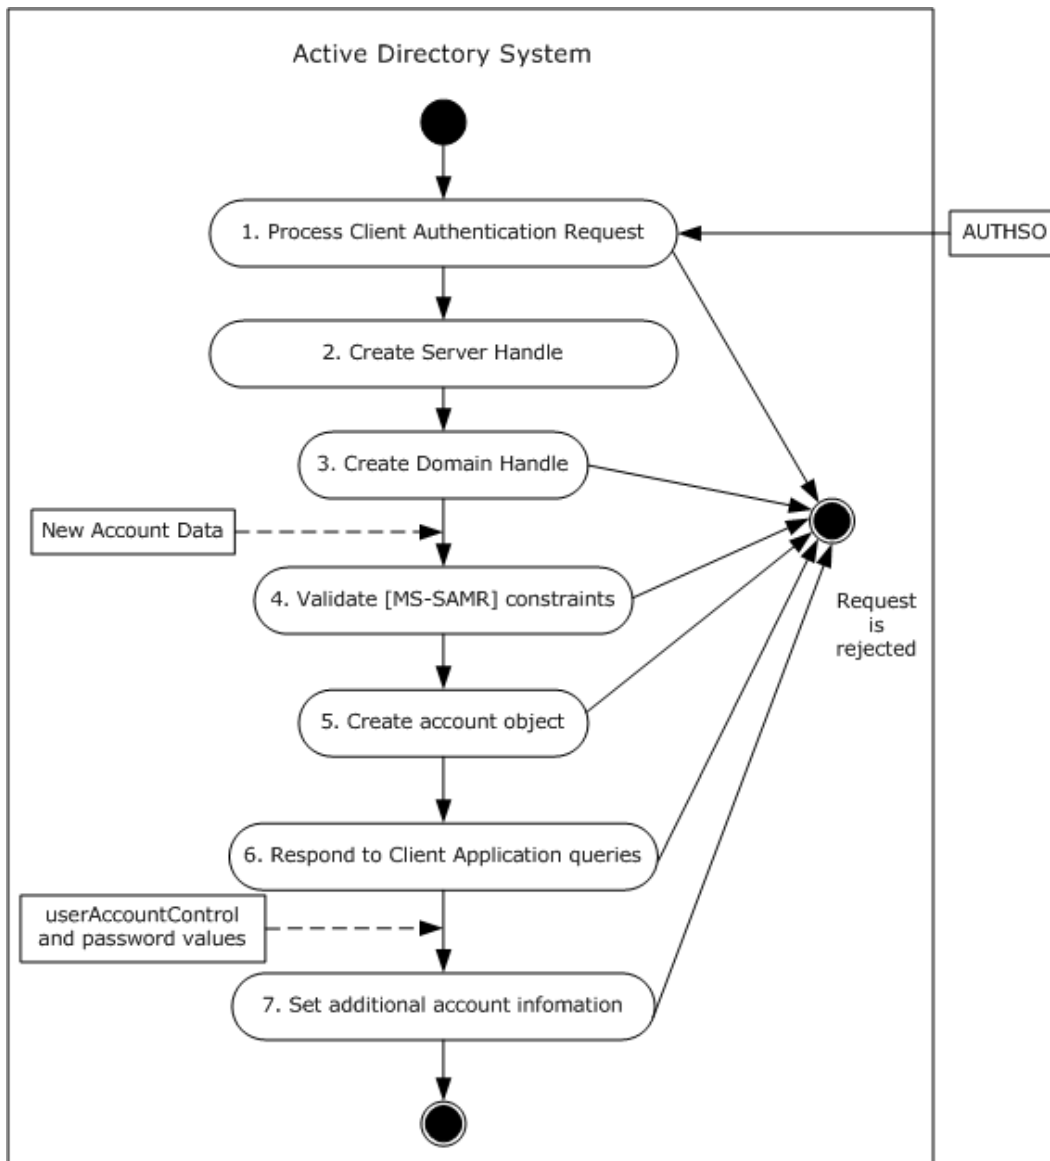 Active Directory System
1. Process Client Authentication Request
AUTHSO
2. Create Server Handle
3. Create Domain Handle
New Account Data
4. Validate [MS-SAMR] constraints
Request
is
rejected
5. Create account object
6. Respond to Client Application queries
userAccountControl
and password values
7. Set additional account infomation